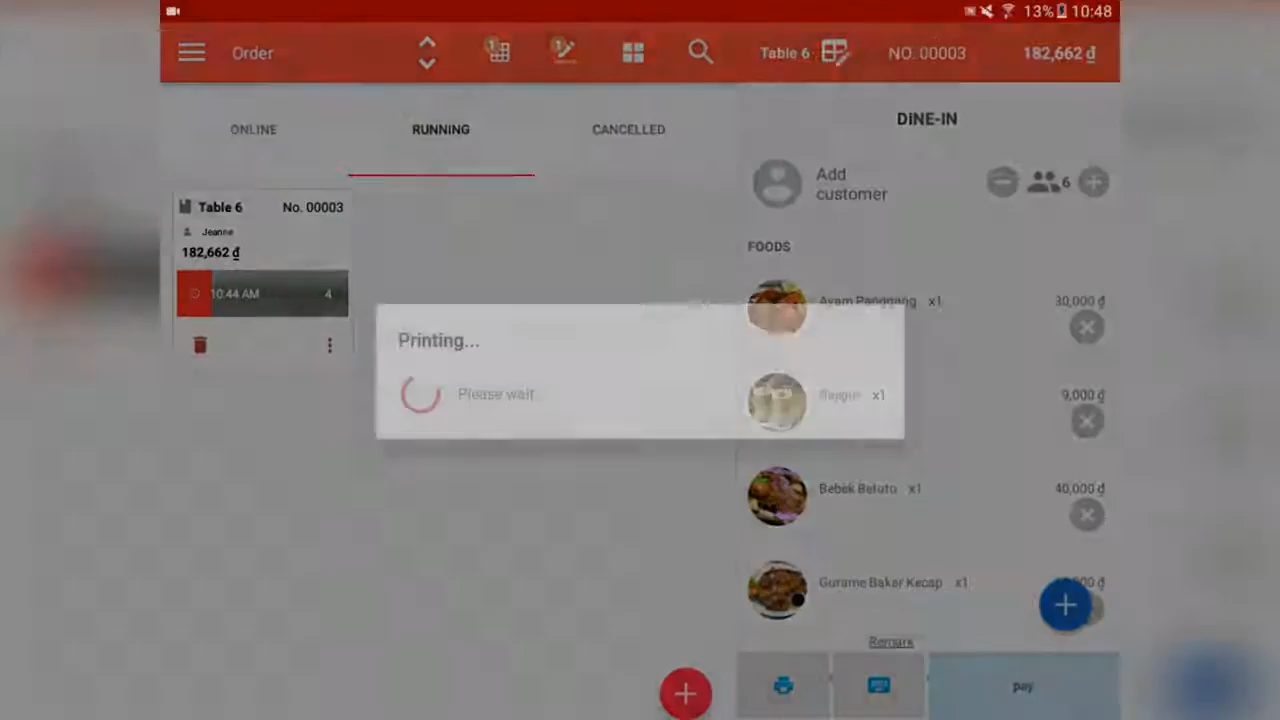 13% 10:48
Order
1
1
Table 6
NO. 00003
182,662 ₫
ONLINE
RUNNING
CANCELLED
Table 6 No. 00003
Jeanne
182,662 ₫
10:44 AM 4
DiNE-IN
Add
customer
6
FOODS
Ayam Panggang x1 30,000 ₫
x1 9,000 ₫
Bebek Betutu x1 40,000 ₫
Gurame Bakar Kecap x1
Printing...
Please wait...
Remark
pay